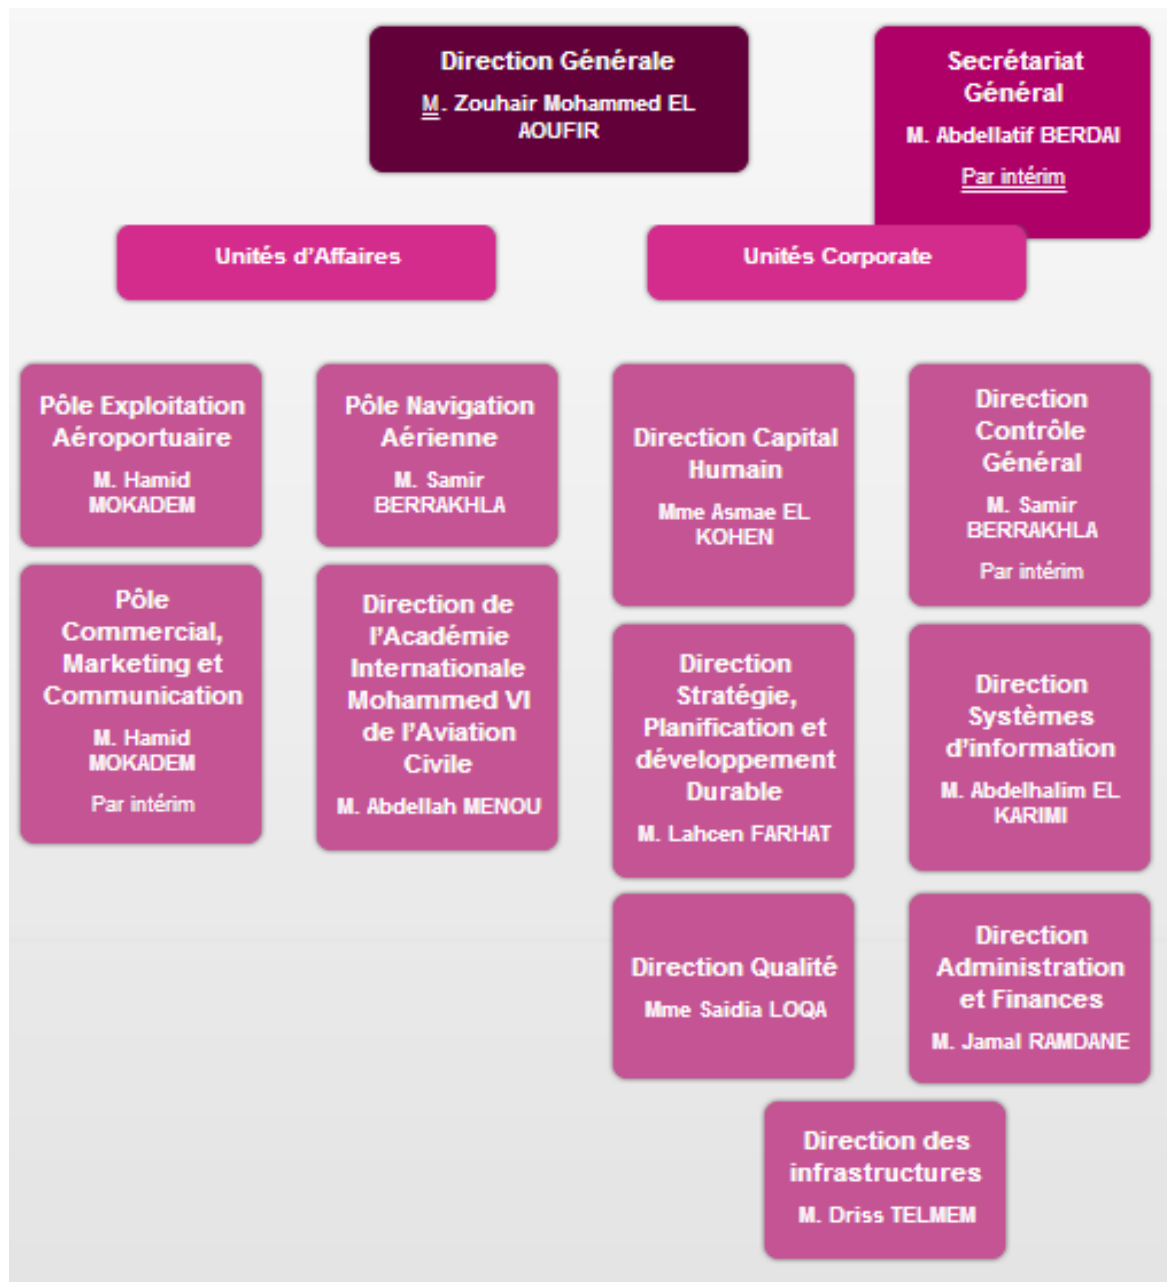 Direction Générale
M. Zouhair Mohammed EL
AOUFIR
Secrétariat
Général
M. Abdellatif BERDAI
Par intérim
Unités d'Affaires
Unités Corporate
Pôle Exploitation
Aéroportuaire
M. Hamid
MOKADEM
Pôle Navigation
Aérienne
M. Samir
BERRAKHLA
Direction Capital
Humain
Mme Asmae EL
KOHEN
Direction
Contrôle
Général
M. Samir
BERRAKHLA
Par intérim
Pôle
Commercial,
Marketing et
Communication
M. Hamid
MOKADEM
Par intérim
Direction de
l'Académie
Internationale
Mohammed VI
de l'Aviation
Civile
M. Abdellah MENOU
Direction
Stratégie,
Planification et
développement
Durable
M. Lahcen FARHAT
Direction
Systèmes
d'information
M. Abdelhalim EL
KARIMI
Direction Qualité
Mme Saidia LOQA
Direction
Administration
et Finances
M. Jamal RAMDANE
Direction des
infrastructures
M. Driss TELMEM